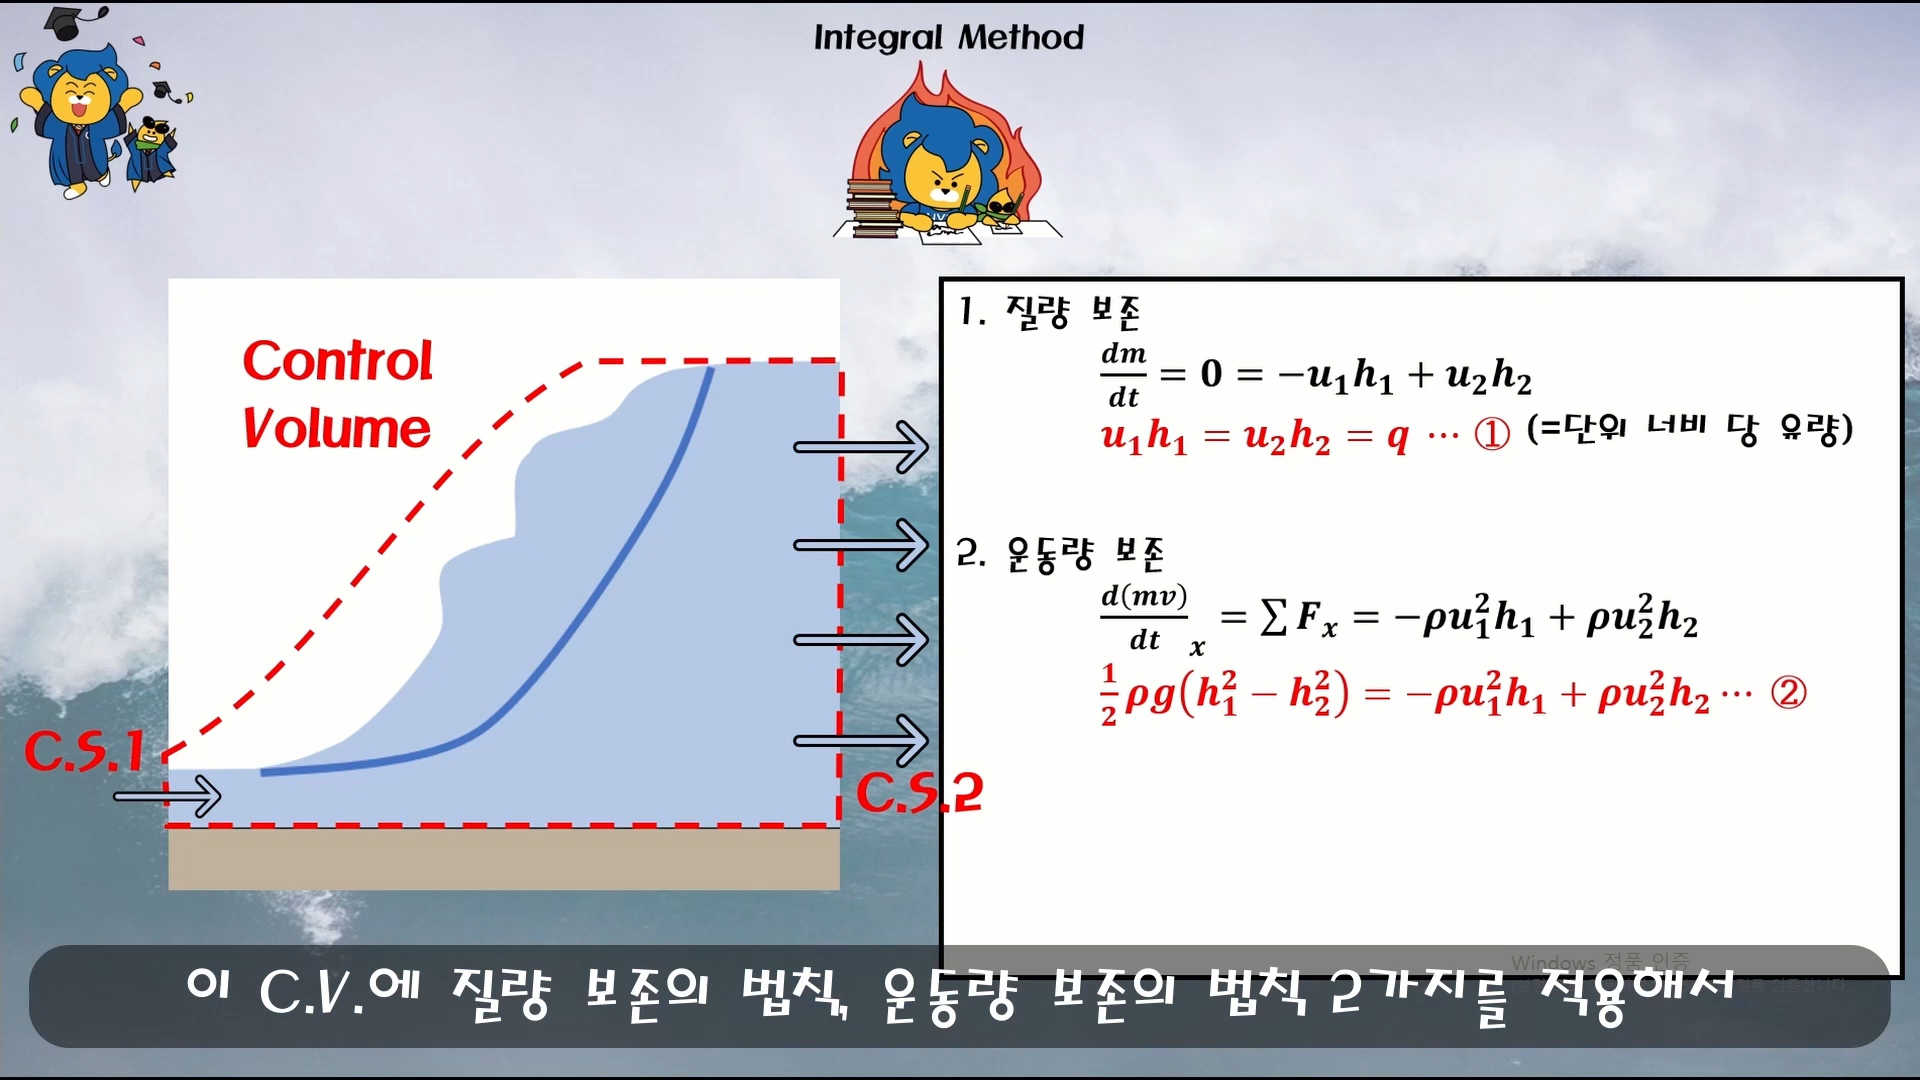 Integral Method
Control
Volume
C.S.1
C.S.2
1. 질량 보존
dm/dt = 0 = −u₁h₁ + u₂h₂
u₁h₁ = u₂h₂ = q ⋯ ① (=단위 너비 당 유량)
2. 운동량 보존
d(mv)/dt ₓ = ∑ Fₓ = −ρu₁²h₁ + ρu₂²h₂
1/2 ρg(h₁² − h₂²) = −ρu₁²h₁ + ρu₂²h₂ ⋯ ②
Windows 정품 인증
이 C.V.에 질량 보존의 법칙, 운동량 보존의 법칙 2가지를 적용해서